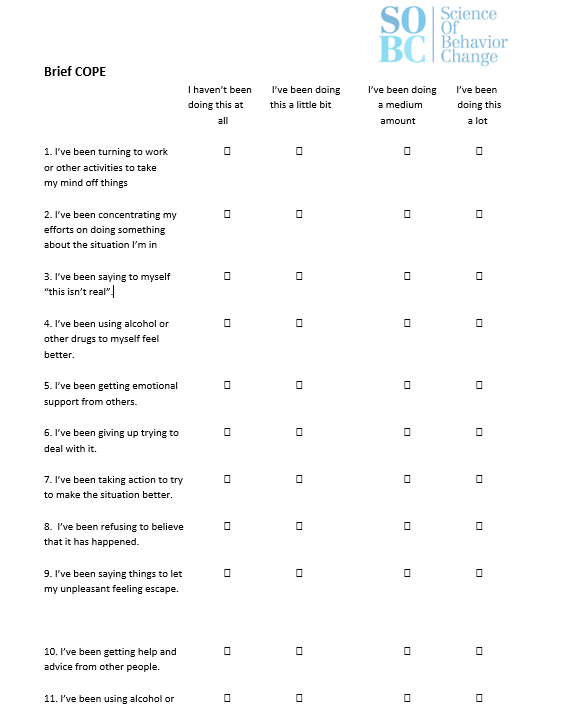 SO
BC
Science
Of
Behavior
Change
Brief COPE
I haven't been
doing this at
all
I've been doing
this a little bit
I've been doing
a medium
amount
I've been
doing this
a lot
1. I've been turning to work
or other activities to take
my mind off things
2. I've been concentrating my
efforts on doing something
about the situation I'm in
3. I've been saying to myself
“this isn't real”.
4. I've been using alcohol or
other drugs to myself feel
better.
5. I've been getting emotional
support from others.
6. I've been giving up trying to
deal with it.
7. I've been taking action to try
to make the situation better.
8.  I've been refusing to believe
that it has happened.
9. I've been saying things to let
my unpleasant feeling escape.
10. I've been getting help and
advice from other people.
11. I've been using alcohol or